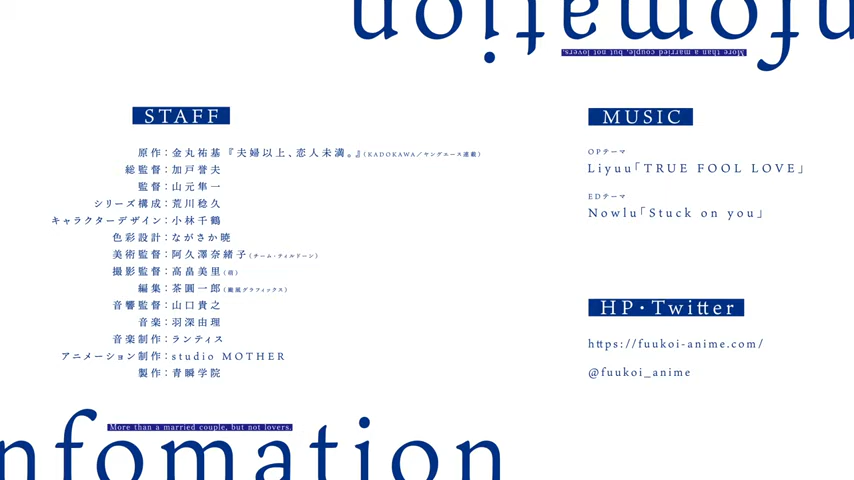 nfomation
More than a married couple, but not lovers.
STAFF
原作：金丸祐基『夫婦以上、恋人未満。』（KADOKAWA／ヤングエース連載）
総監督：加戸誉夫
監督：山元隼一
シリーズ構成：荒川稔久
キャラクターデザイン：小林千鶴
色彩設計：ながさか暁
美術監督：阿久澤奈緒子（チーム・ティルドーン）
撮影監督：高畠美里（萌）
編集：茶圓一郎（颱風グラフィックス）
音響監督：山口貴之
音楽：羽深由理
音楽制作：ランティス
アニメーション制作：studio MOTHER
製作：青瞬学院
MUSIC
OPテーマ
Liyuu「TRUE FOOL LOVE」
EDテーマ
Nowlu「Stuck on you」
HP・Twitter
https://fuukoi-anime.com/
@fuukoi_anime
More than a married couple, but not lovers.
nfomation